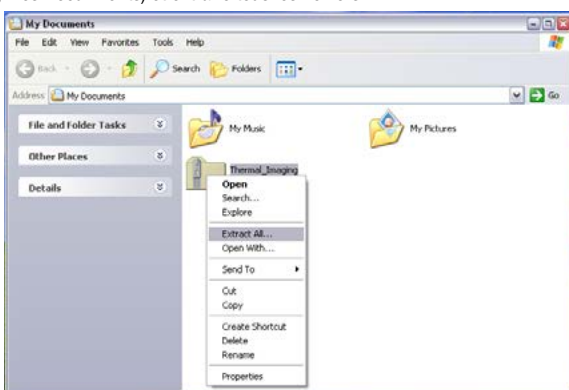 My Documents
File Edit View Favorites Tools Help
Back Search Folders
Address My Documents Go
File and Folder Tasks
Other Places
Details
My Music
My Pictures
Thermal_Imaging
Open
Search...
Explore
Extract All...
Open With...
Send To
Cut
Copy
Create Shortcut
Delete
Rename
Properties